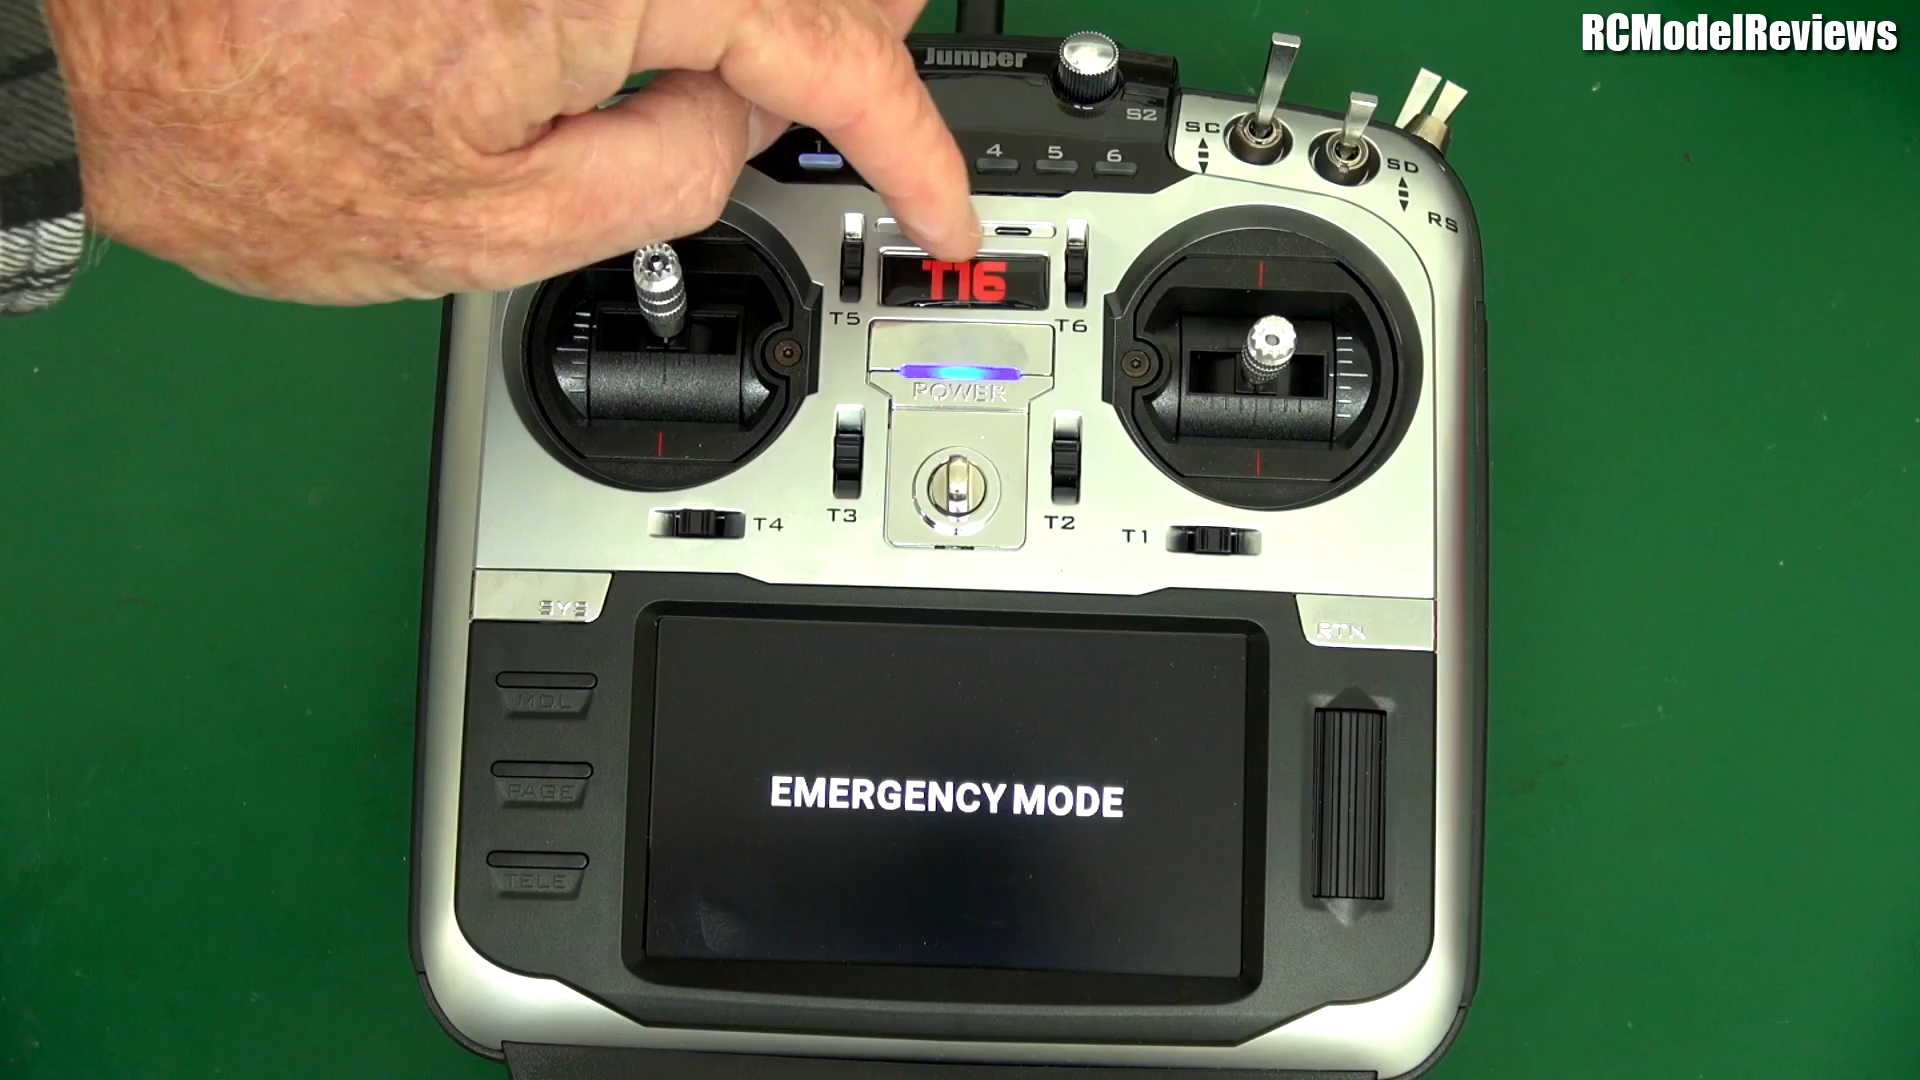 RCModelReviews
Jumper
S2
SC
SD
RS
1
4
5
6
T16
T5
T6
POWER
T3
T2
T4
T1
SYS
RTN
MDL
PAGE
TELE
EMERGENCY MODE